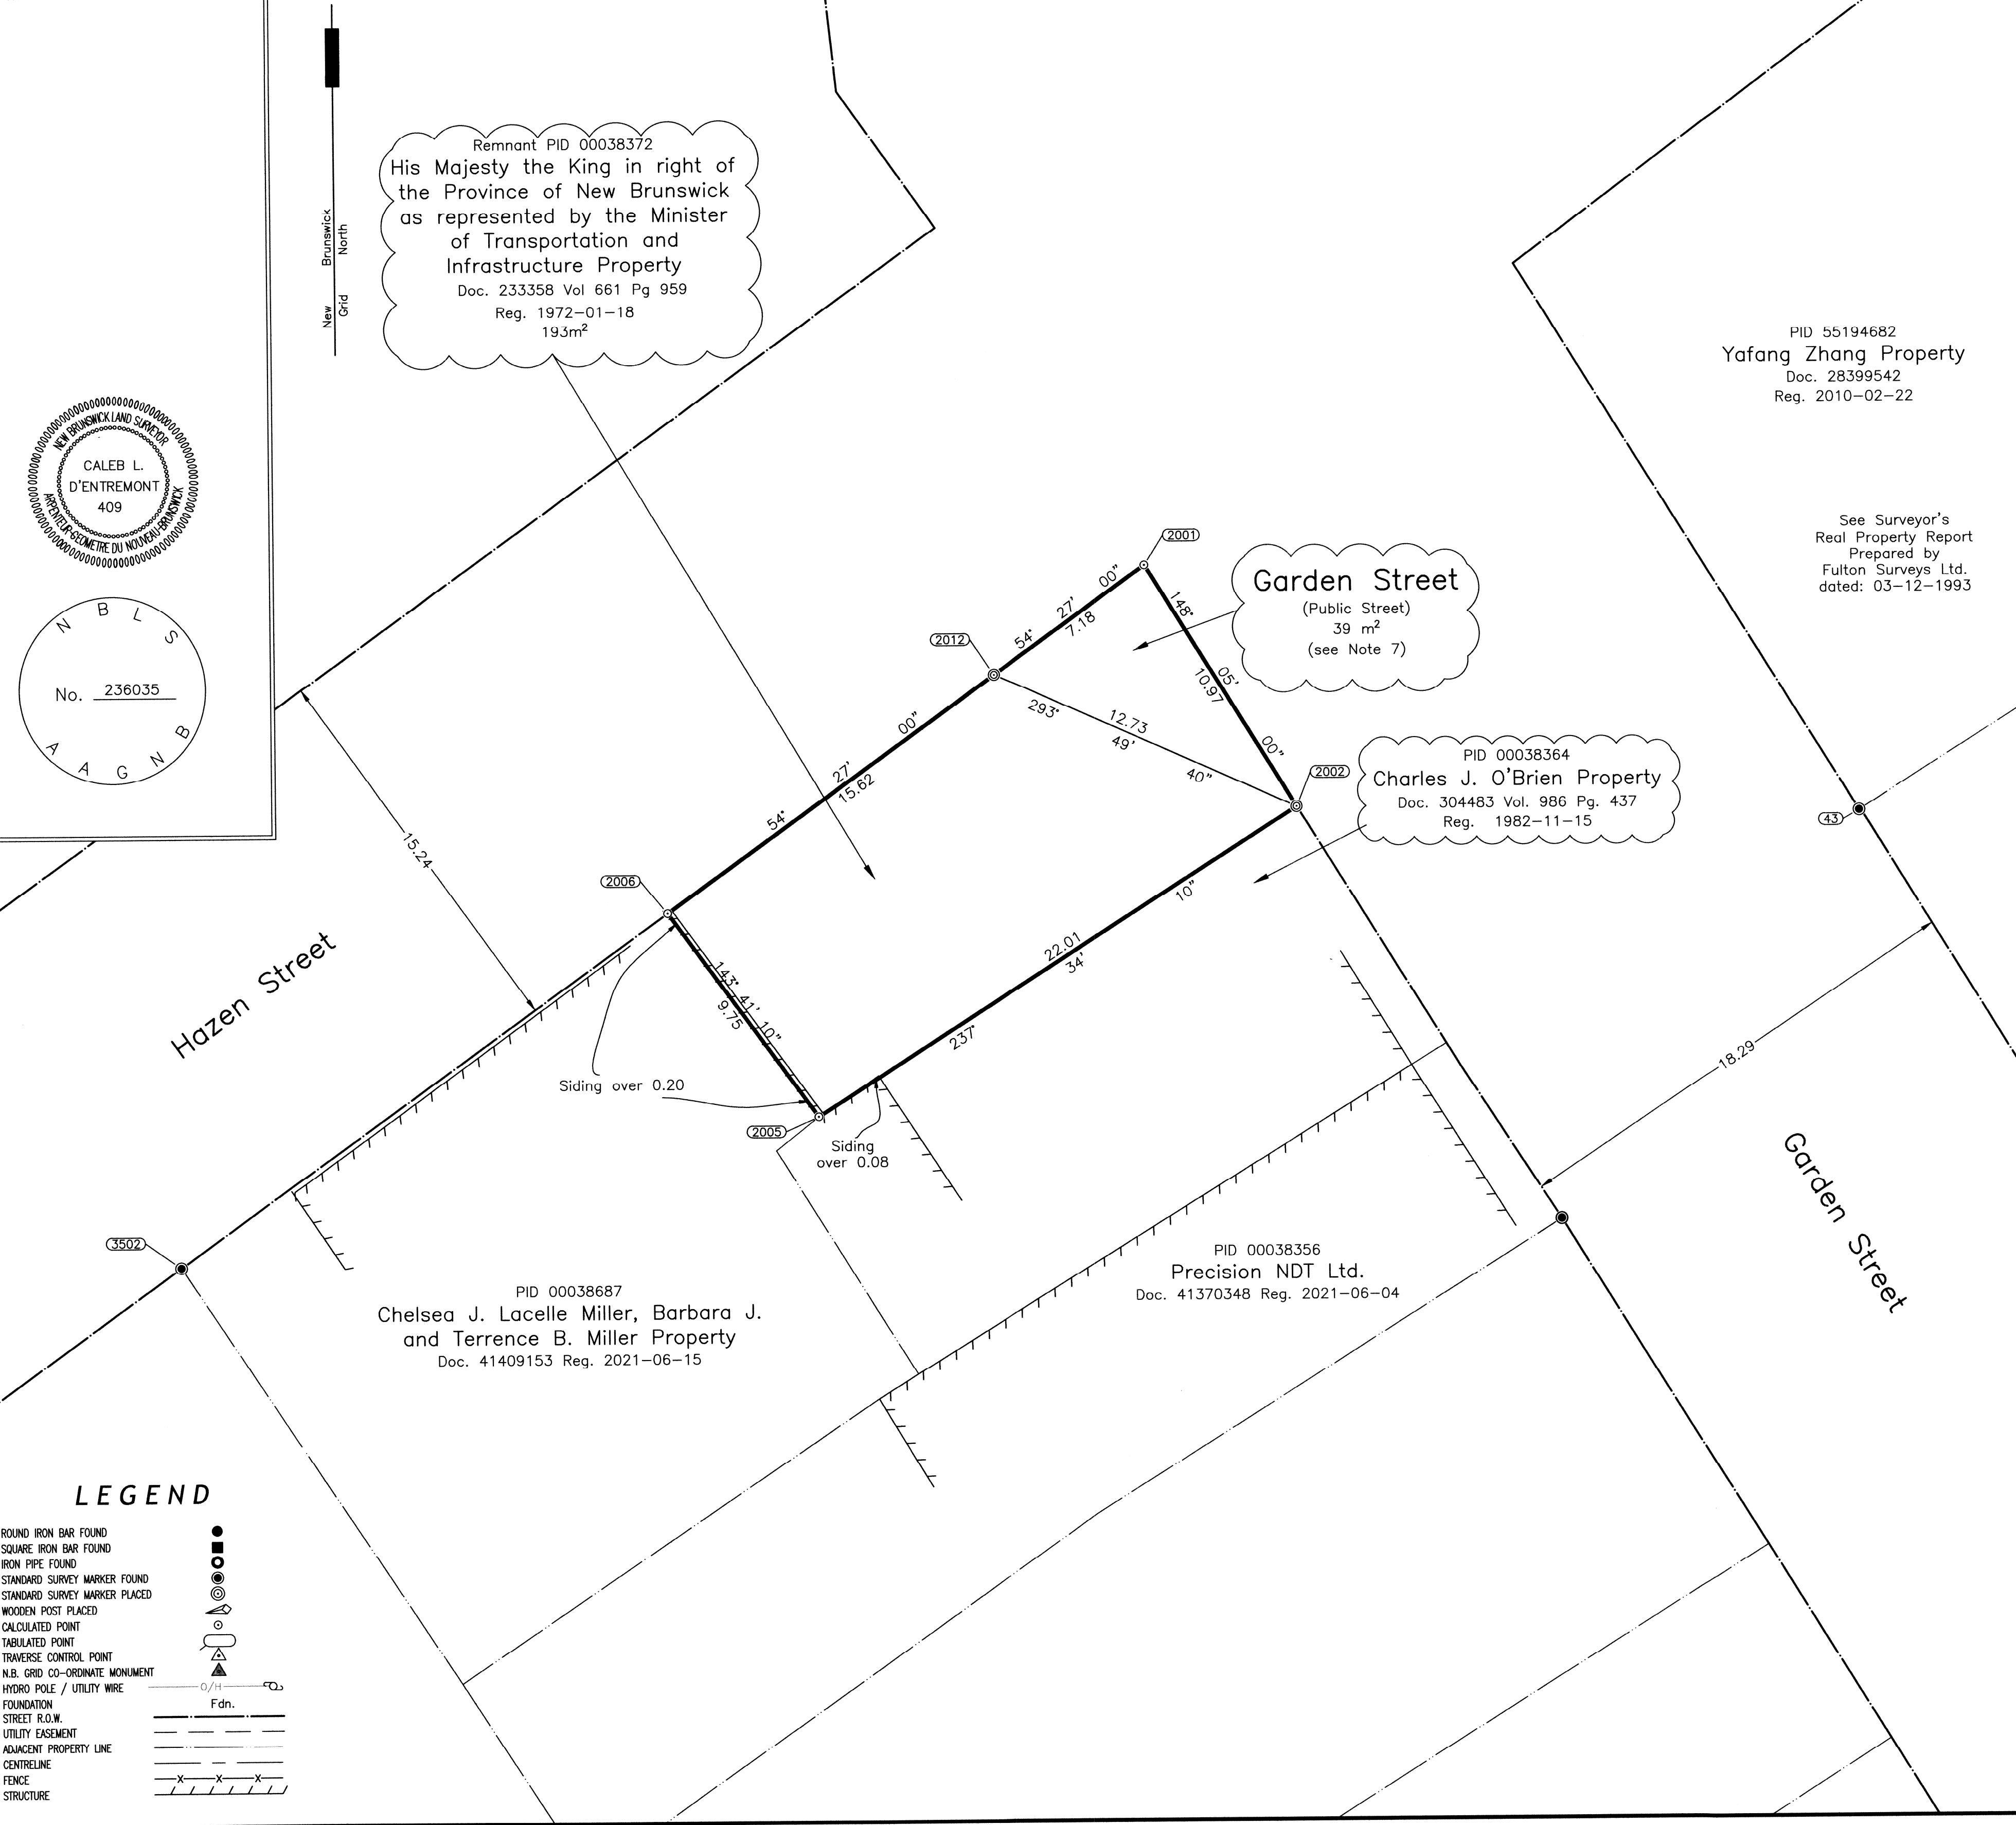 New Brunswick
Grid North
Remnant PID 00038372
His Majesty the King in right of
the Province of New Brunswick
as represented by the Minister
of Transportation and
Infrastructure Property
Doc. 233358 Vol 661 Pg 959
Reg. 1972-01-18
193m²
PID 55194682
Yafang Zhang Property
Doc. 28399542
Reg. 2010-02-22
NEW BRUNSWICK LAND SURVEYOR
CALEB L.
D'ENTREMONT
409
ARPENTEUR-GEOMETRE DU NOUVEAU-BRUNSWICK
See Surveyor's
Real Property Report
Prepared by
Fulton Surveys Ltd.
dated: 03-12-1993
NBLS
No. 236035
AAGNB
2001
Garden Street
(Public Street)
39 m²
(see Note 7)
54° 27' 00"
7.18
148° 05' 00"
10.97
2012
293° 49' 40"
12.73
2002
PID 00038364
Charles J. O'Brien Property
Doc. 304483 Vol. 986 Pg. 437
Reg. 1982-11-15
43
54° 27' 00"
15.62
15.24
2006
Hazen Street
143° 41' 10"
9.75
22.01
237° 34' 10"
18.29
Siding over 0.20
2005
Siding
over 0.08
Garden Street
3502
PID 00038687
Chelsea J. Lacelle Miller, Barbara J.
and Terrence B. Miller Property
Doc. 41409153 Reg. 2021-06-15
PID 00038356
Precision NDT Ltd.
Doc. 41370348 Reg. 2021-06-04
LEGEND
ROUND IRON BAR FOUND
SQUARE IRON BAR FOUND
IRON PIPE FOUND
STANDARD SURVEY MARKER FOUND
STANDARD SURVEY MARKER PLACED
WOODEN POST PLACED
CALCULATED POINT
TABULATED POINT
TRAVERSE CONTROL POINT
N.B. GRID CO-ORDINATE MONUMENT
HYDRO POLE / UTILITY WIRE O/H
FOUNDATION Fdn.
STREET R.O.W.
UTILITY EASEMENT
ADJACENT PROPERTY LINE
CENTRELINE
FENCE X X X
STRUCTURE